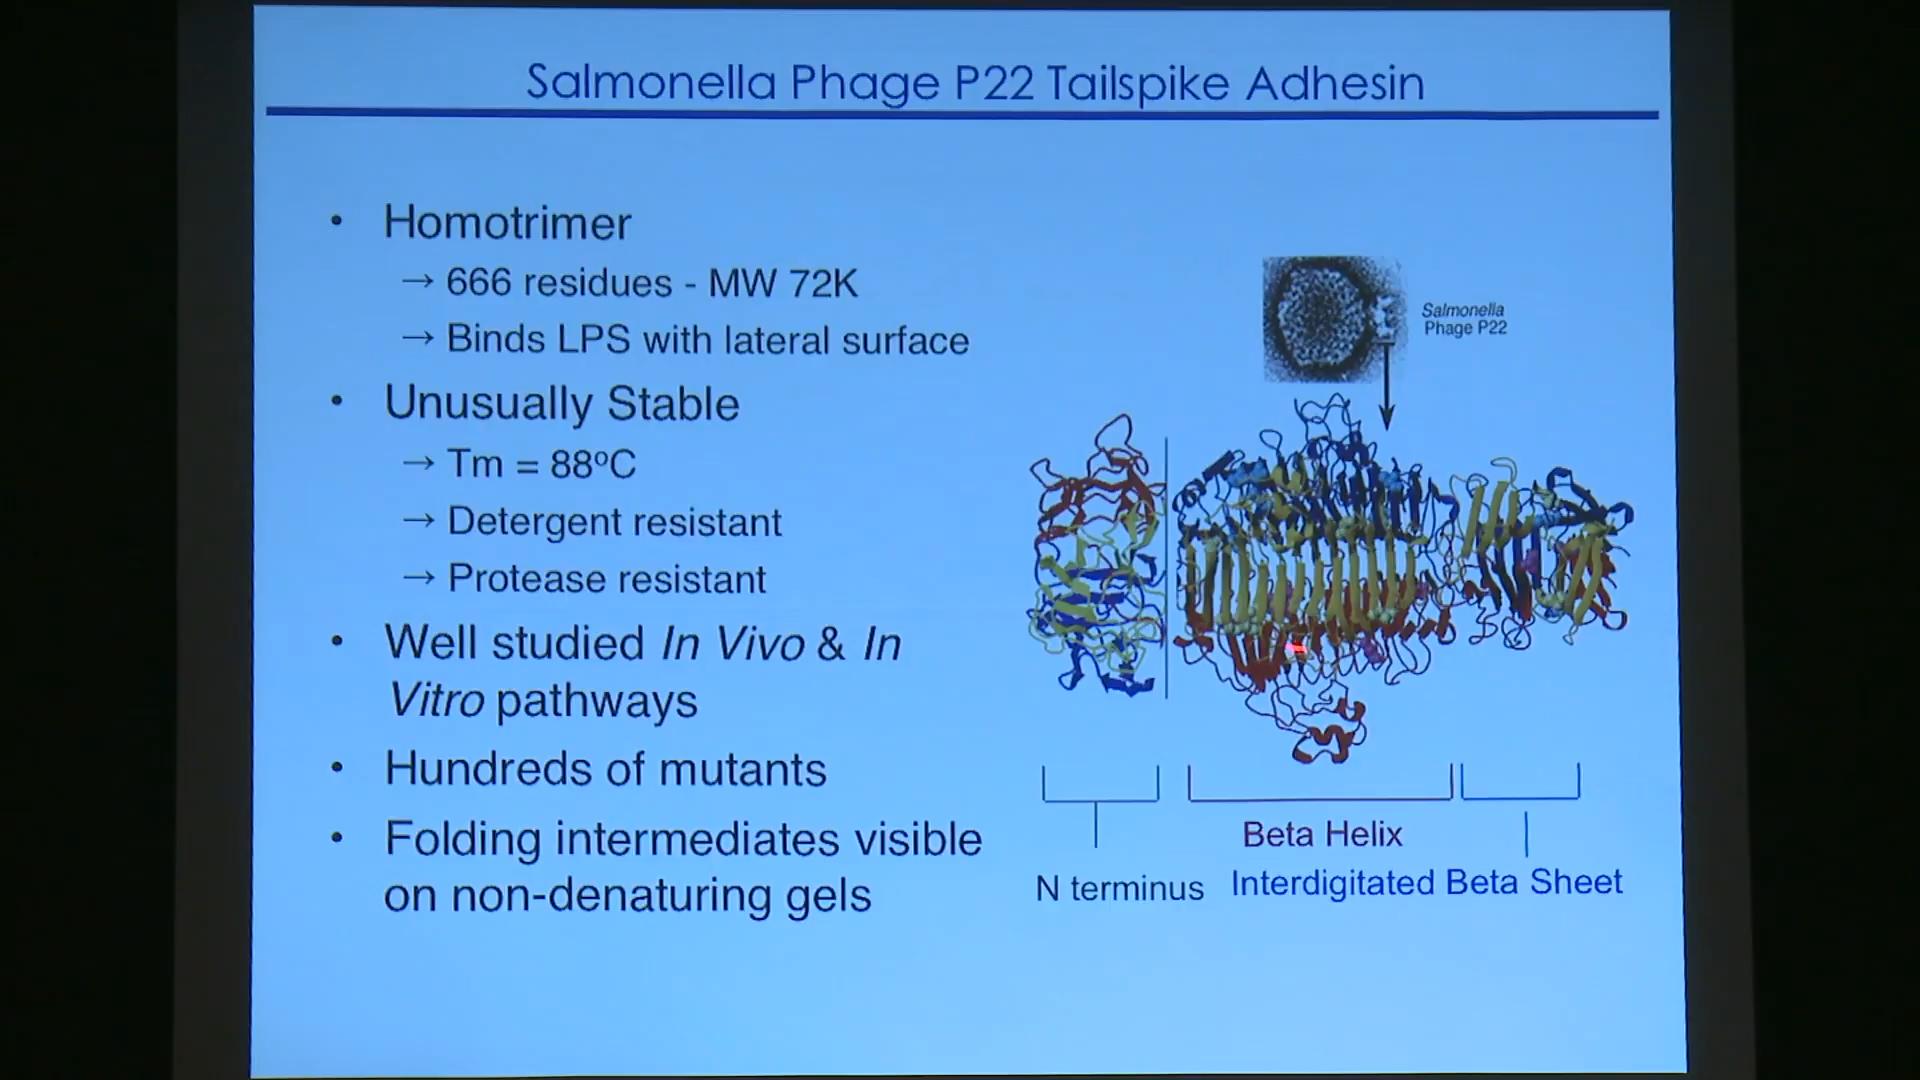 Salmonella Phage P22 Tailspike Adhesin
• Homotrimer
→ 666 residues - MW 72K
→ Binds LPS with lateral surface
• Unusually Stable
→ Tm = 88ºC
→ Detergent resistant
→ Protease resistant
• Well studied In Vivo & In
Vitro pathways
• Hundreds of mutants
• Folding intermediates visible
on non-denaturing gels
Salmonella
Phage P22
Beta Helix
N terminus
Interdigitated Beta Sheet